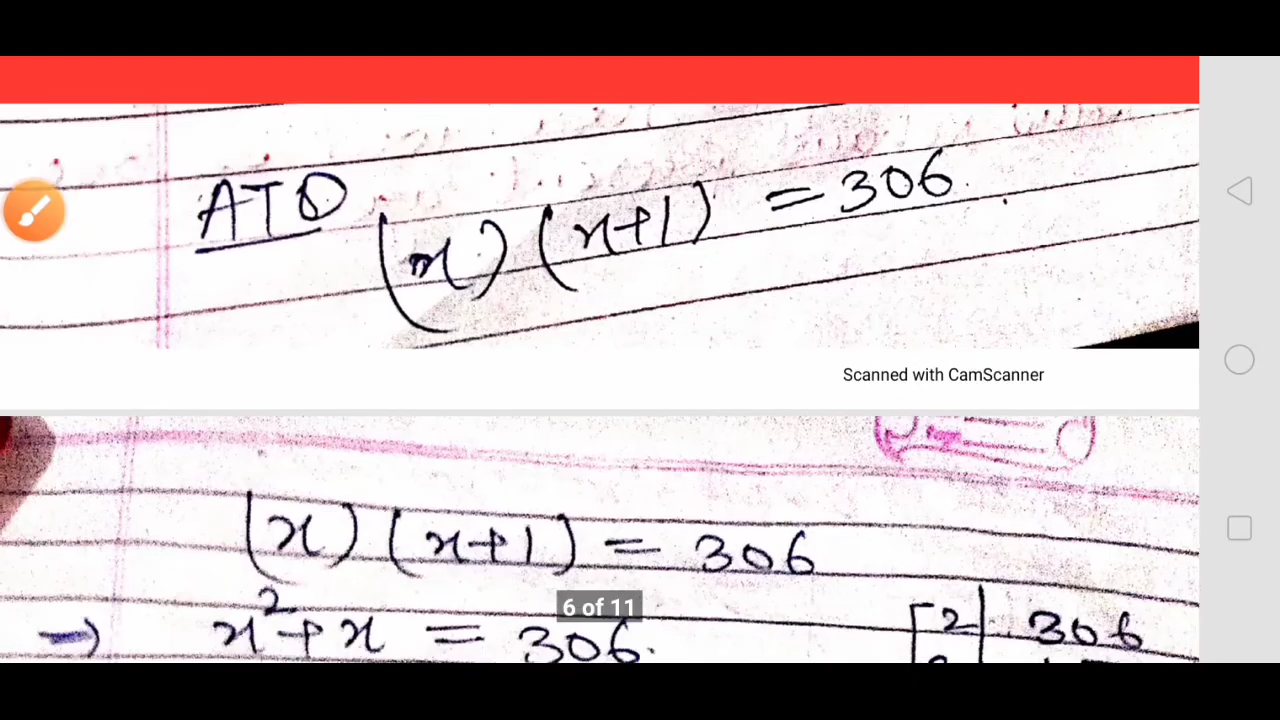 ATQ (x) (x+1) = 306.
Scanned with CamScanner
(x) (x+1) = 306
6 of 11
⇒ x²+x = 306. 2 | 306